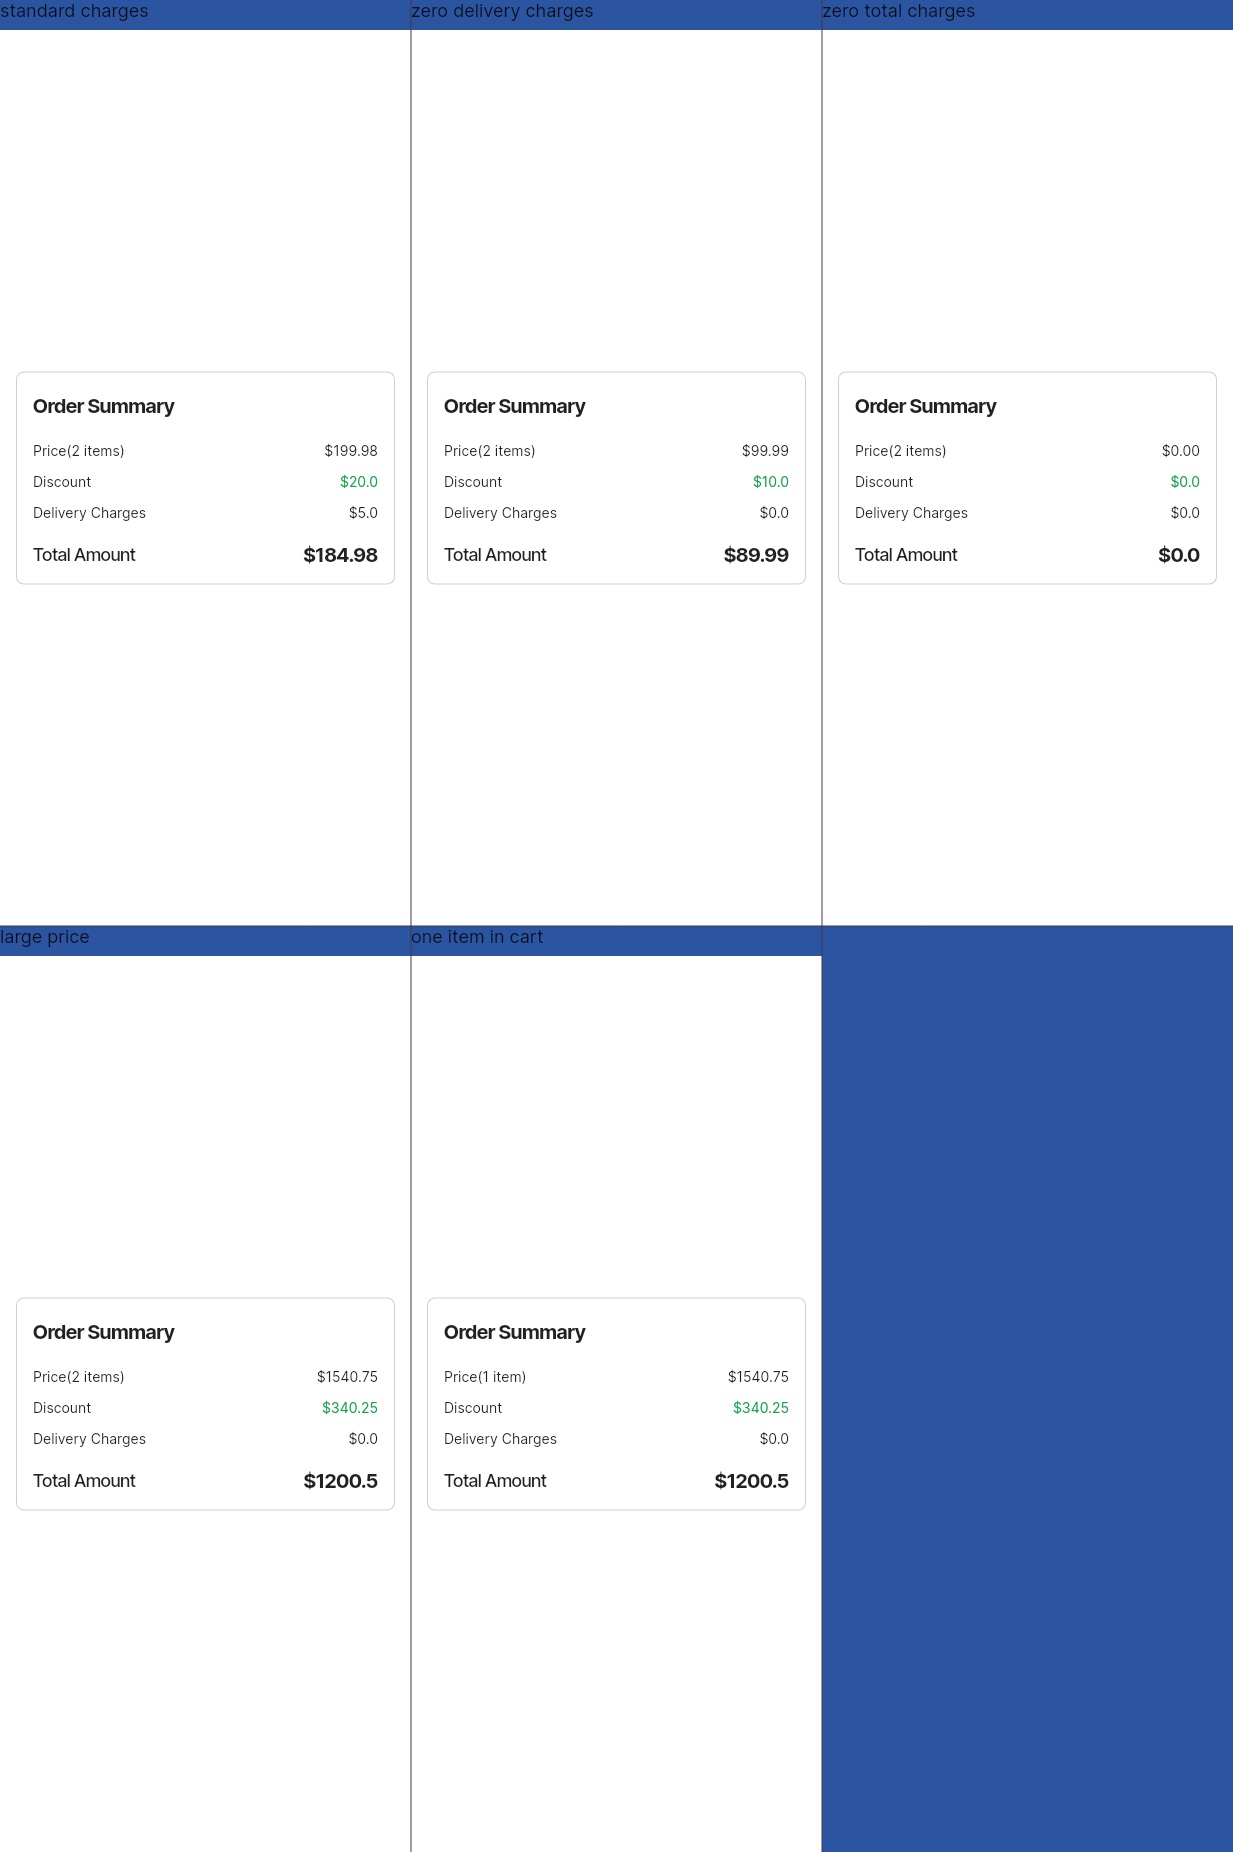 standard charges
Order Summary
Price(2 items) $199.98
Discount $20.0
Delivery Charges $5.0
Total Amount $184.98
zero delivery charges
Order Summary
Price(2 items) $99.99
Discount $10.0
Delivery Charges $0.0
Total Amount $89.99
zero total charges
Order Summary
Price(2 items) $0.00
Discount $0.0
Delivery Charges $0.0
Total Amount $0.0
large price
Order Summary
Price(2 items) $1540.75
Discount $340.25
Delivery Charges $0.0
Total Amount $1200.5
one item in cart
Order Summary
Price(1 item) $1540.75
Discount $340.25
Delivery Charges $0.0
Total Amount $1200.5